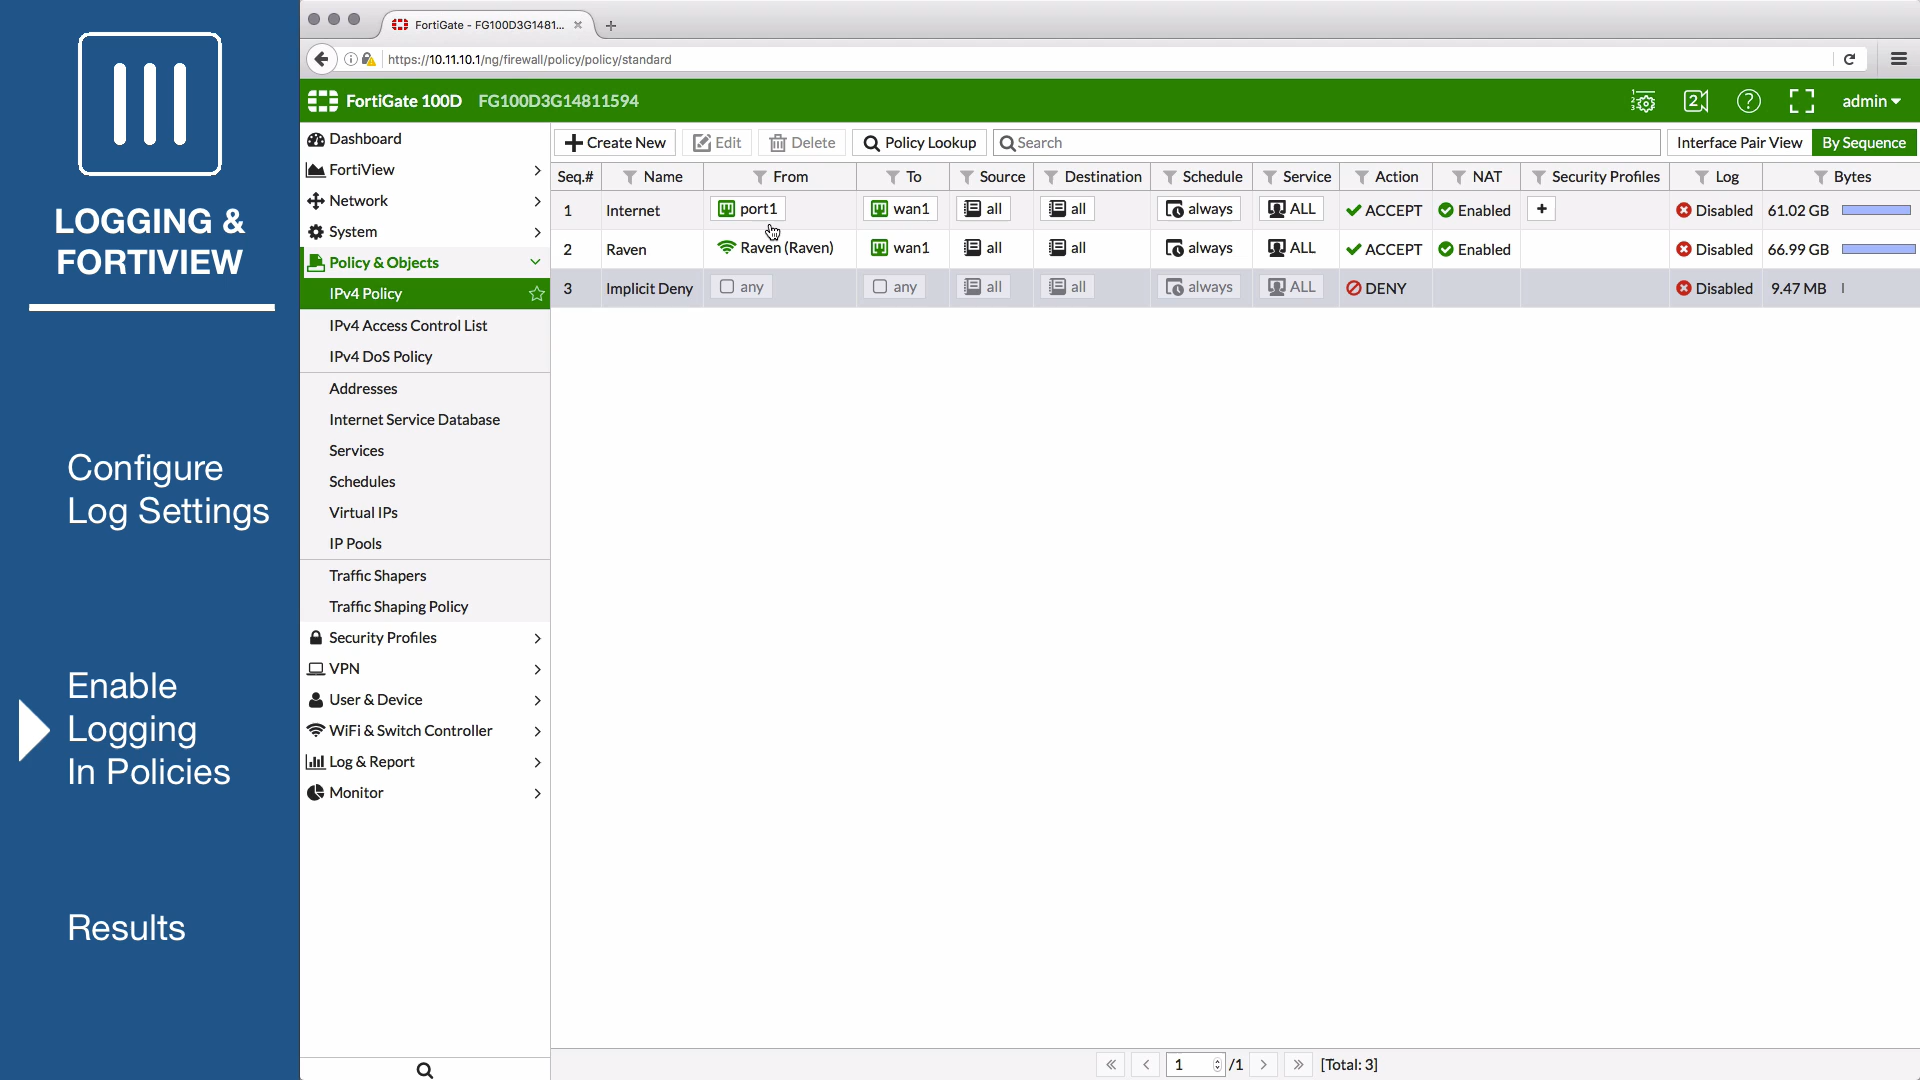 LOGGING &
FORTIVIEW
Configure
Log Settings
Enable
Logging
In Policies
Results
FortiGate - FG100D3G1481...
https://10.11.10.1/ng/firewall/policy/policy/standard
FortiGate 100D FG100D3G14811594
2
admin
Dashboard
FortiView
Network
System
Policy & Objects
IPv4 Policy
IPv4 Access Control List
IPv4 DoS Policy
Addresses
Internet Service Database
Services
Schedules
Virtual IPs
IP Pools
Traffic Shapers
Traffic Shaping Policy
Security Profiles
VPN
User & Device
WiFi & Switch Controller
Log & Report
Monitor
Create New Edit Delete Policy Lookup Search Interface Pair View By Sequence
Seq.# Name From To Source Destination Schedule Service Action NAT Security Profiles Log Bytes
1 Internet port1 wan1 all all always ALL ACCEPT Enabled + Disabled 61.02 GB
2 Raven Raven (Raven) wan1 all all always ALL ACCEPT Enabled Disabled 66.99 GB
3 Implicit Deny any any all all always ALL DENY Disabled 9.47 MB
« < 1 /1 > » [Total: 3]